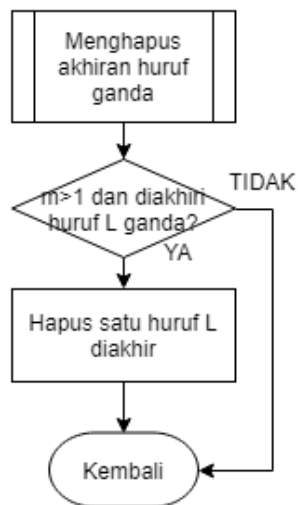 Menghapus
akhiran huruf
ganda
m>1 dan diakhiri
huruf L ganda?
TIDAK
YA
Hapus satu huruf L
diakhir
Kembali